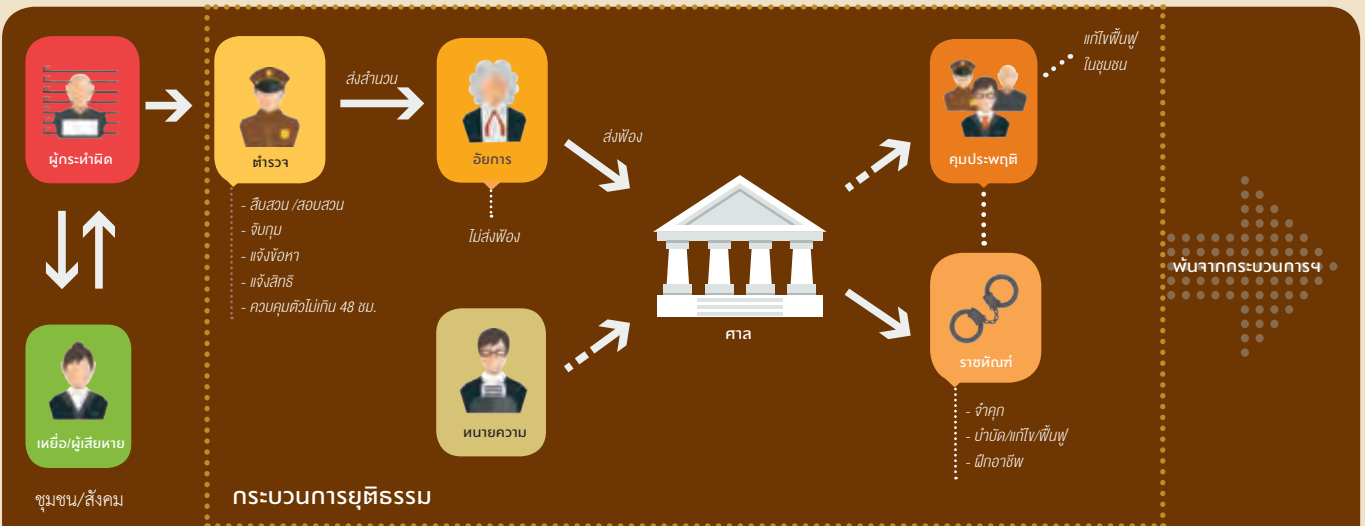 ผู้กระทำผิด
เหยื่อ/ผู้เสียหาย
ชุมชน/สังคม
ตำรวจ
- สืบสวน /สอบสวน
- จับกุม
- แจ้งข้อหา
- แจ้งสิทธิ
- ควบคุมตัวไม่เกิน 48 ชม.
ส่งสำนวน
อัยการ
ไม่ส่งฟ้อง
ส่งฟ้อง
ทนายความ
ศาล
คุมประพฤติ
แก้ไขฟื้นฟู
ในชุมชน
ราชทัณฑ์
- จำคุก
- บำบัด/แก้ไข/ฟื้นฟู
- ฝึกอาชีพ
พ้นจากกระบวนการฯ
กระบวนการยุติธรรม